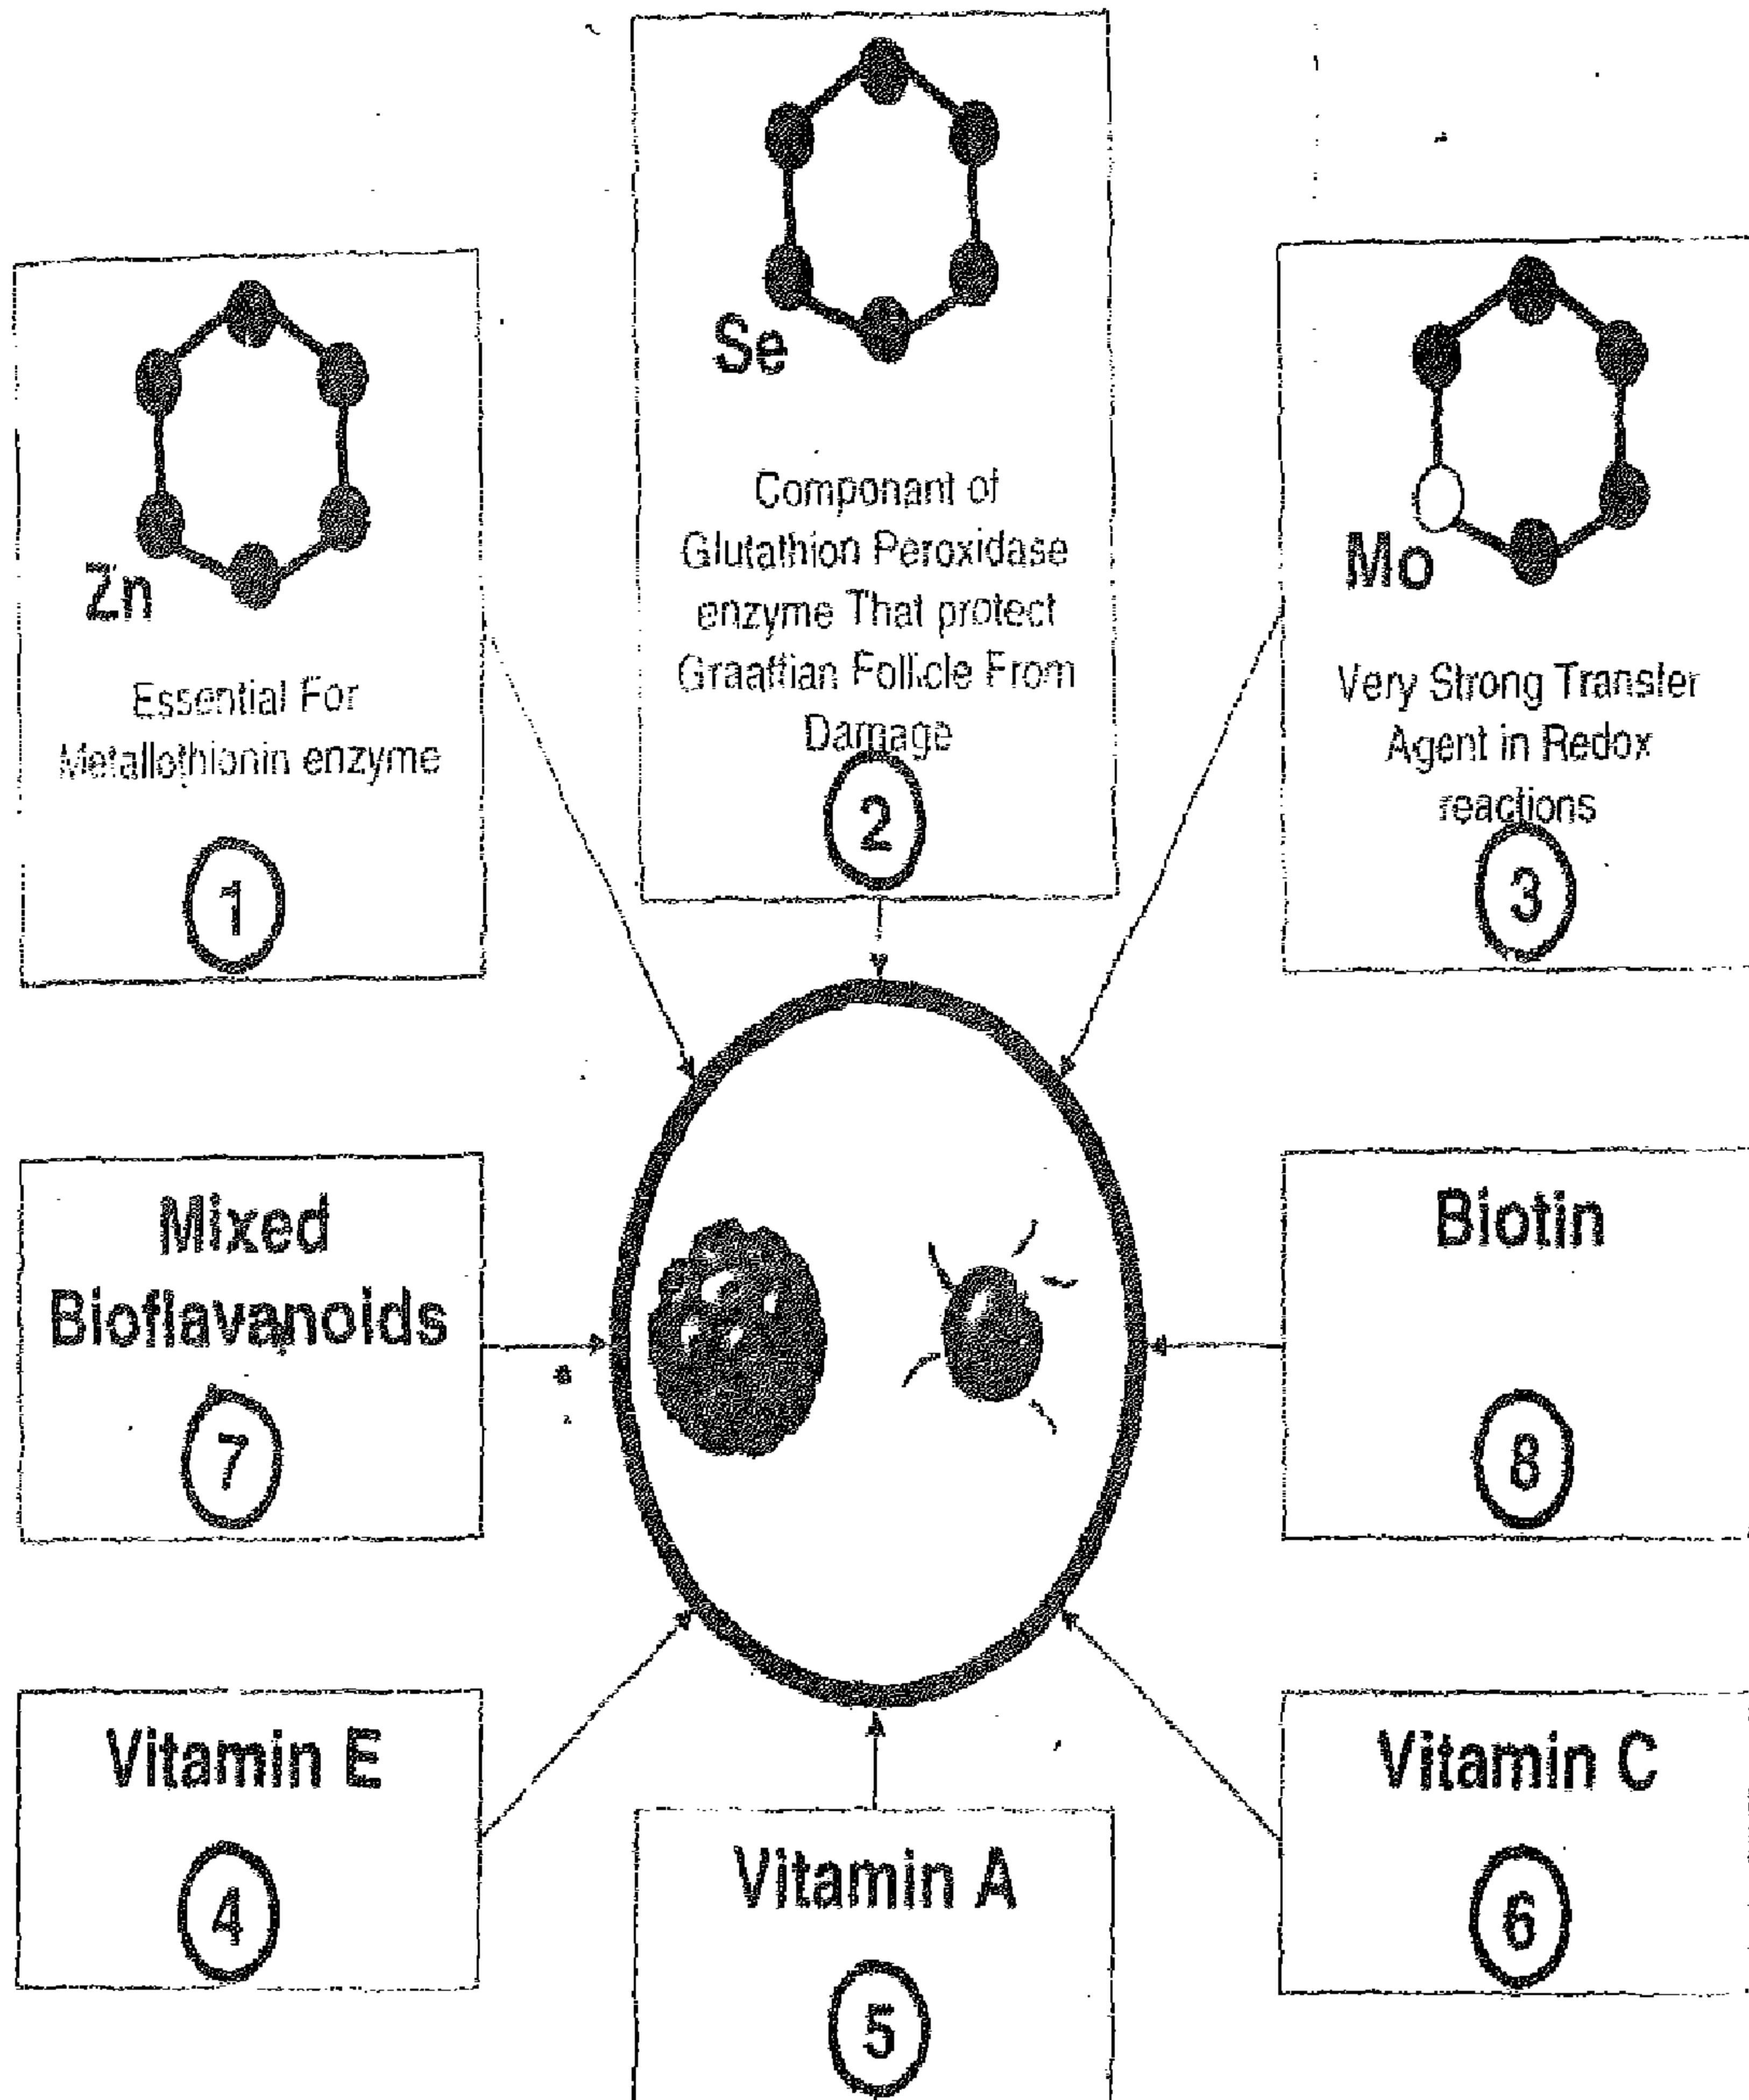 Zn
Essential For
Metallothionin enzyme
1
Se
Componant of
Glutathion Peroxidase
enzyme That protect
Graaffian Follicle From
Damage
2
Mo
Very Strong Transfer
Agent in Redox
reactions
3
Mixed
Bioflavanoids
7
Biotin
8
Vitamin E
4
Vitamin A
5
Vitamin C
6